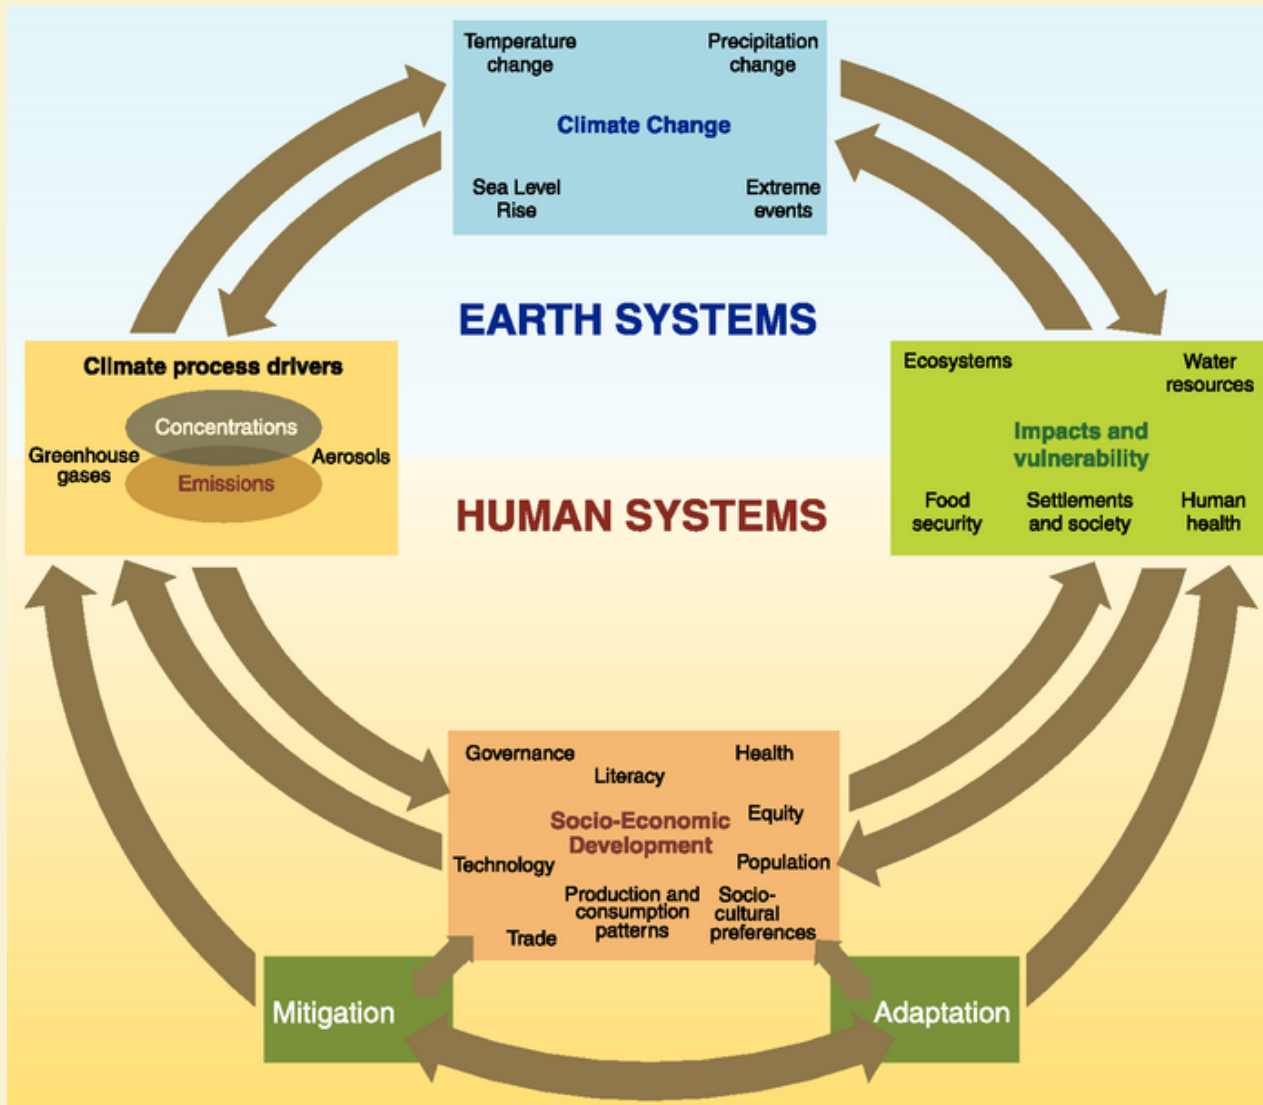 Temperature
change
Precipitation
change
Climate Change
Sea Level
Rise
Extreme
events
EARTH SYSTEMS
Climate process drivers
Concentrations
Greenhouse
gases
Aerosols
Emissions
Ecosystems
Water
resources
Impacts and
vulnerability
Food
security
Settlements
and society
Human
health
HUMAN SYSTEMS
Governance
Literacy
Health
Socio-Economic
Development
Equity
Technology
Population
Production and
consumption
patterns
Socio-
cultural
preferences
Trade
Mitigation
Adaptation